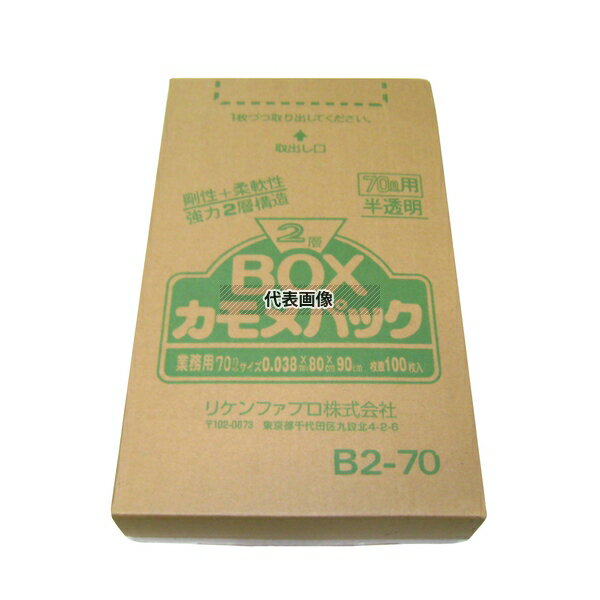 1枚づつ取り出してください。
取出し口
剛性+柔軟性
強力2層構造
70ℓ用
半透明
2層
BOX
代表画像
カモヌパック
業務用70ℓサイズ0.038m/m×80cm×90cm 枚数100枚入
リケンファブロ株式会社
〒102-0073 東京都千代田区九段北4-2-6
B2-70